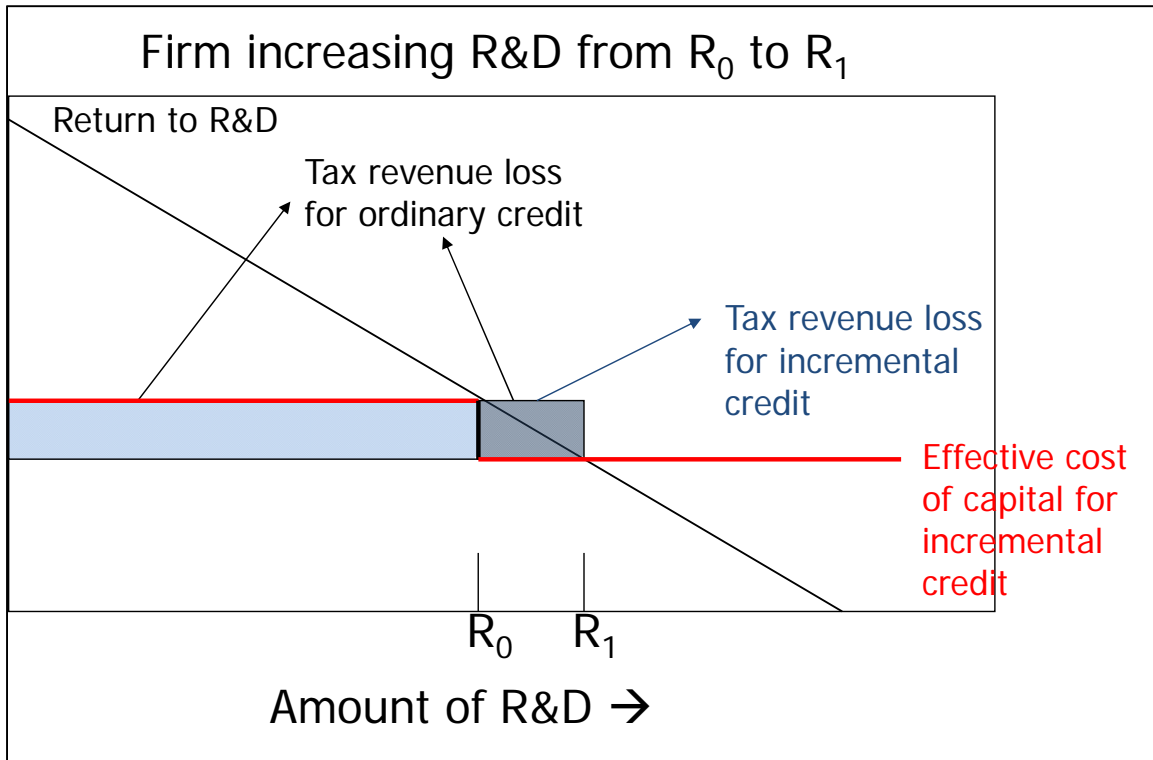 Firm increasing R&D from R₀ to R₁
Return to R&D
Tax revenue loss
for ordinary credit
Tax revenue loss
for incremental
credit
Effective cost
of capital for
incremental
credit
R₀
R₁
Amount of R&D →